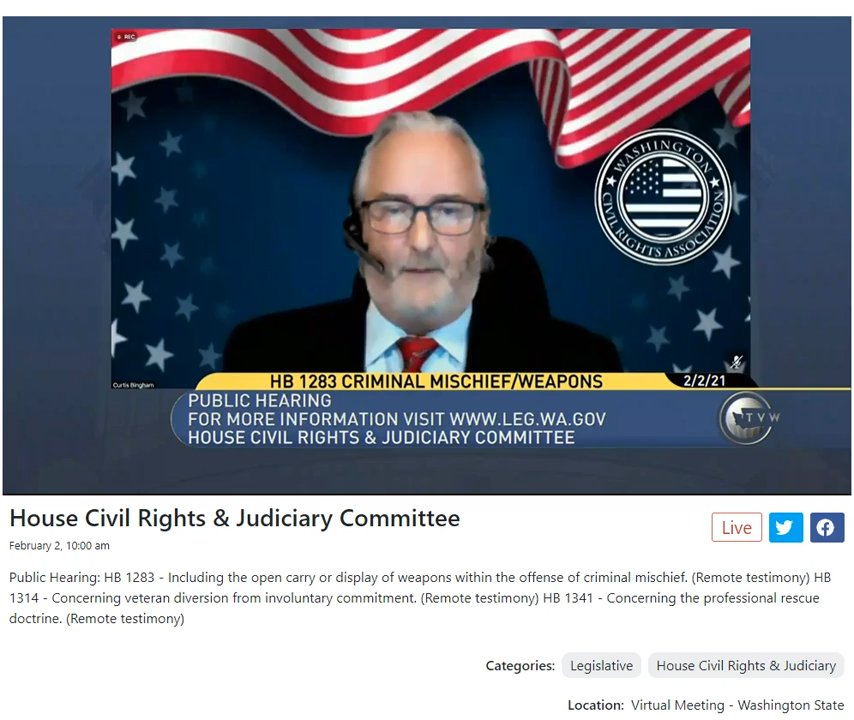 REC
WASHINGTON
CIVIL RIGHTS ASSOCIATION
Curtis Bingham
HB 1283 CRIMINAL MISCHIEF/WEAPONS
2/2/21
PUBLIC HEARING
FOR MORE INFORMATION VISIT WWW.LEG.WA.GOV
HOUSE CIVIL RIGHTS & JUDICIARY COMMITTEE
TVW
House Civil Rights & Judiciary Committee
Live
February 2, 10:00 am
Public Hearing: HB 1283 - Including the open carry or display of weapons within the offense of criminal mischief. (Remote testimony) HB
1314 - Concerning veteran diversion from involuntary commitment. (Remote testimony) HB 1341 - Concerning the professional rescue
doctrine. (Remote testimony)
Categories: Legislative House Civil Rights & Judiciary
Location: Virtual Meeting - Washington State